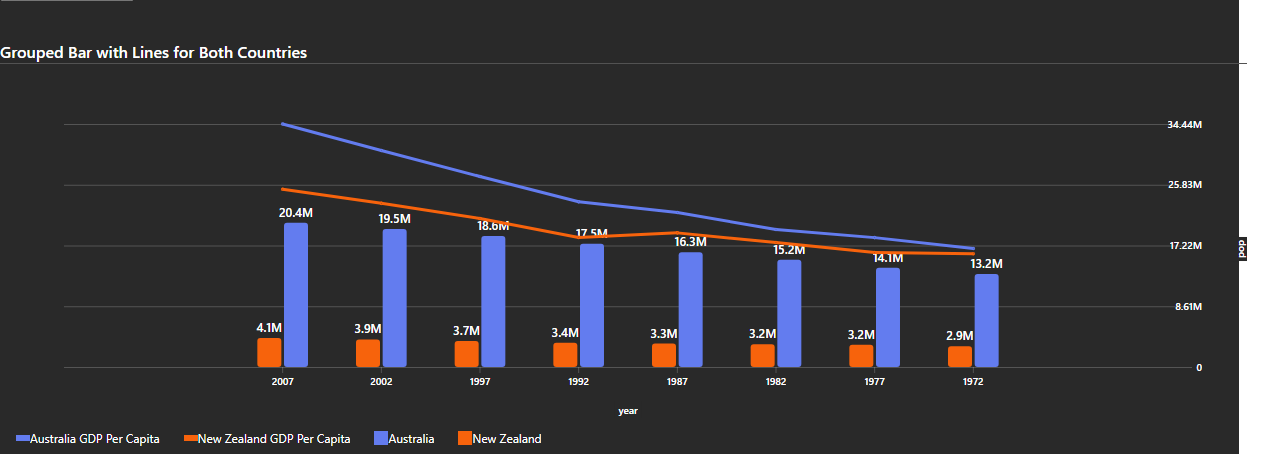 Grouped Bar with Lines for Both Countries
34.44M
25.83M
17.22M
8.61M
0
pop
20.4M
19.5M
18.6M
17.5M
16.3M
15.2M
14.1M
13.2M
4.1M
3.9M
3.7M
3.4M
3.3M
3.2M
3.2M
2.9M
2007 2002 1997 1992 1987 1982 1977 1972
year
Australia GDP Per Capita New Zealand GDP Per Capita Australia New Zealand